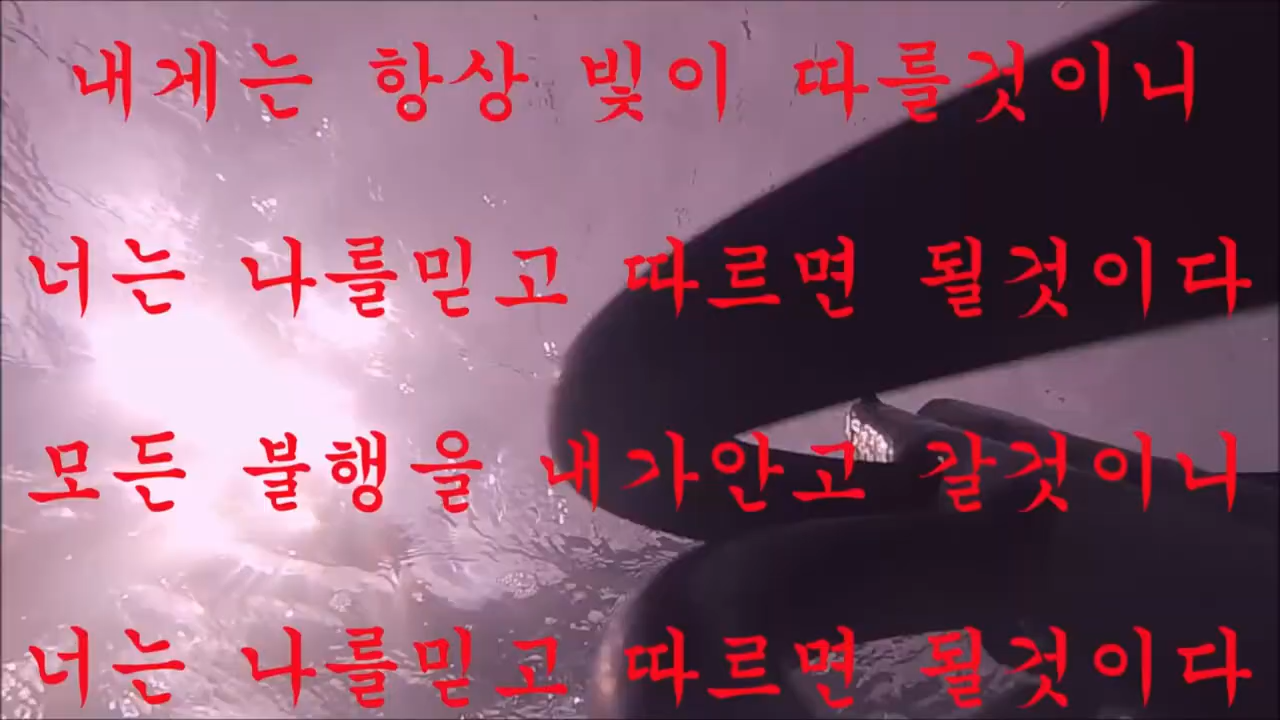 내게는 항상 빛이 따를것이니
너는 나를믿고 따르면 될것이다
모든 불행을 내가안고 갈것이니
너는 나를믿고 따르면 될것이다